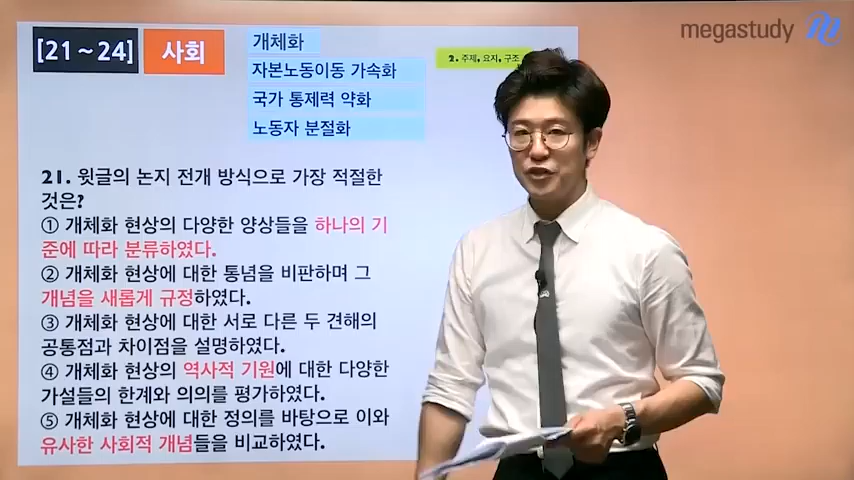 megastudy
[21~24] 사회
개체화
자본노동이동 가속화
국가 통제력 약화
노동자 분절화
2. 주제, 요지, 구조
21. 윗글의 논지 전개 방식으로 가장 적절한
것은?
① 개체화 현상의 다양한 양상들을 하나의 기
준에 따라 분류하였다.
② 개체화 현상에 대한 통념을 비판하며 그
개념을 새롭게 규정하였다.
③ 개체화 현상에 대한 서로 다른 두 견해의
공통점과 차이점을 설명하였다.
④ 개체화 현상의 역사적 기원에 대한 다양한
가설들의 한계와 의의를 평가하였다.
⑤ 개체화 현상에 대한 정의를 바탕으로 이와
유사한 사회적 개념들을 비교하였다.